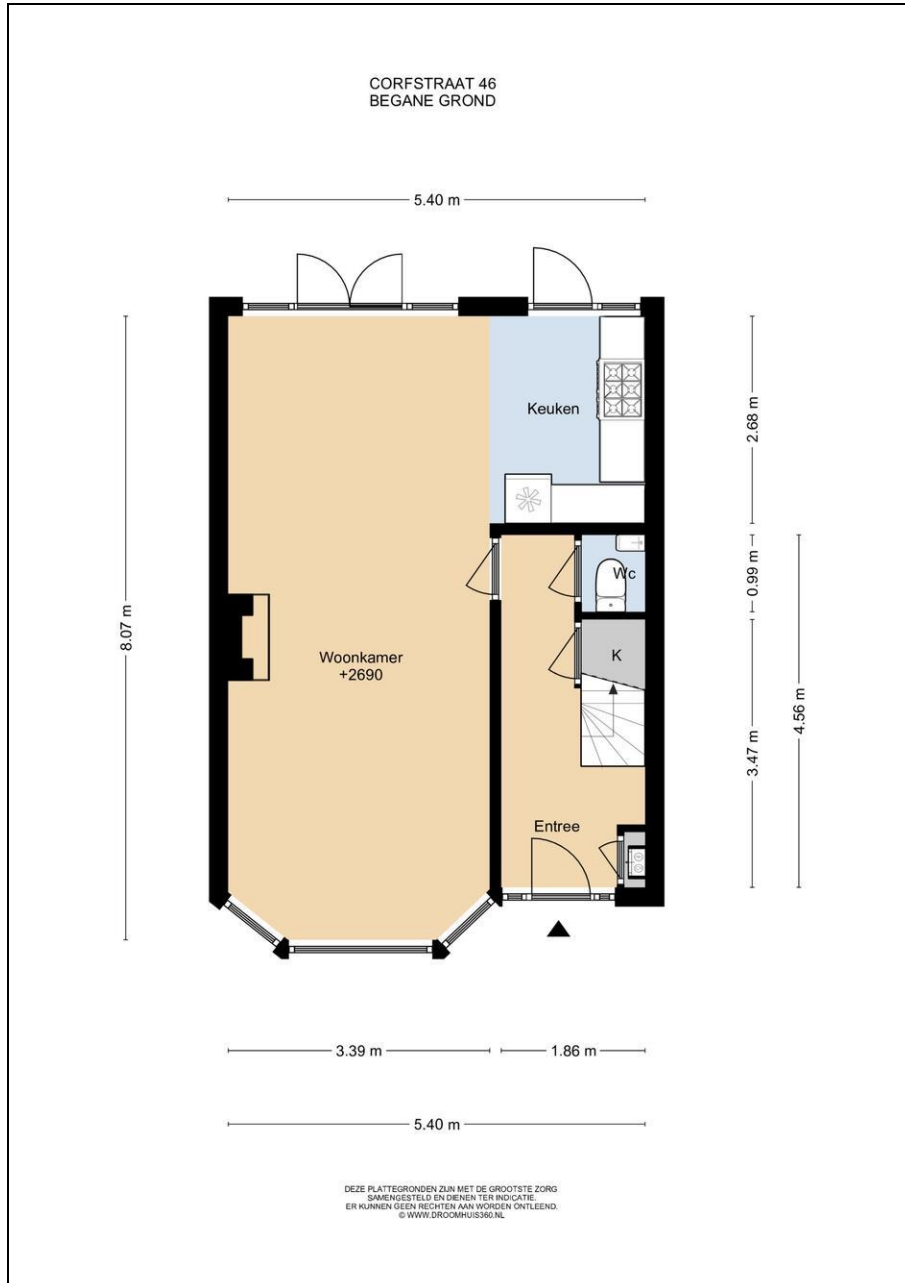 CORFSTRAAT 46
BEGANE GROND
5.40 m
Keuken
2.68 m
Wc
0.99 m
4.56 m
8.07 m
Woonkamer
+2690
K
3.47 m
Entree
3.39 m
1.86 m
5.40 m
DEZE PLATTEGRONDEN ZIJN MET DE GROOTSTE ZORG
SAMENGESTELD EN DIENEN TER INDICATIE.
ER KUNNEN GEEN RECHTEN AAN WORDEN ONTLEEND.
© WWW.DROOMHUIS360.NL